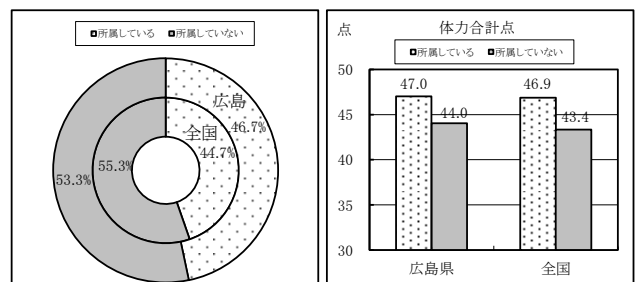 所属している 所属していない
広島
46.7%
全国
44.7%
55.3%
53.3%
点 体力合計点
所属している 所属していない
50
45
40
35
30
47.0
44.0
46.9
43.4
広島県 全国